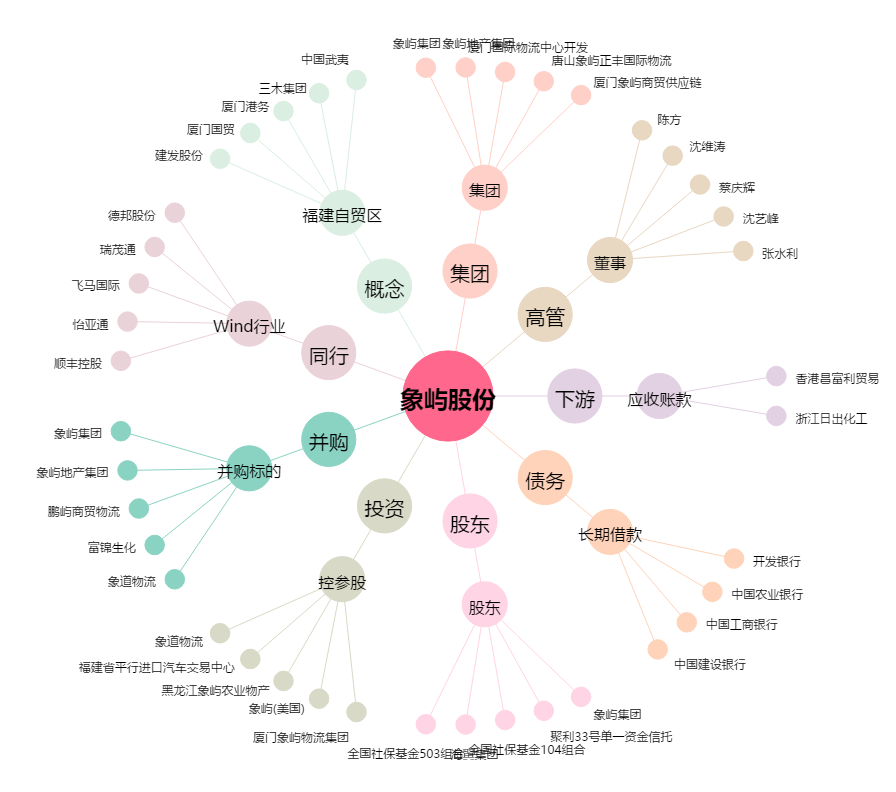 象屿集团
象屿地产集团
厦门国际物流中心开发
唐山象屿正丰国际物流
厦门象屿商贸供应链
集团
集团
陈方
沈维涛
蔡庆辉
沈艺峰
张水利
董事
高管
香港昌富利贸易
浙江日出化工
应收账款
下游
债务
长期借款
开发银行
中国农业银行
中国工商银行
中国建设银行
股东
股东
象屿集团
聚利33号单一资金信托
全国社保基金104组合
全国社保基金503组合
投资
控参股
象道物流
福建省平行进口汽车交易中心
黑龙江象屿农业物产
象屿(美国)
厦门象屿物流集团
并购
并购标的
象屿集团
象屿地产集团
鹏屿商贸物流
富锦生化
象道物流
同行
Wind行业
德邦股份
瑞茂通
飞马国际
怡亚通
顺丰控股
概念
福建自贸区
中国武夷
三木集团
厦门港务
厦门国贸
建发股份
象屿股份